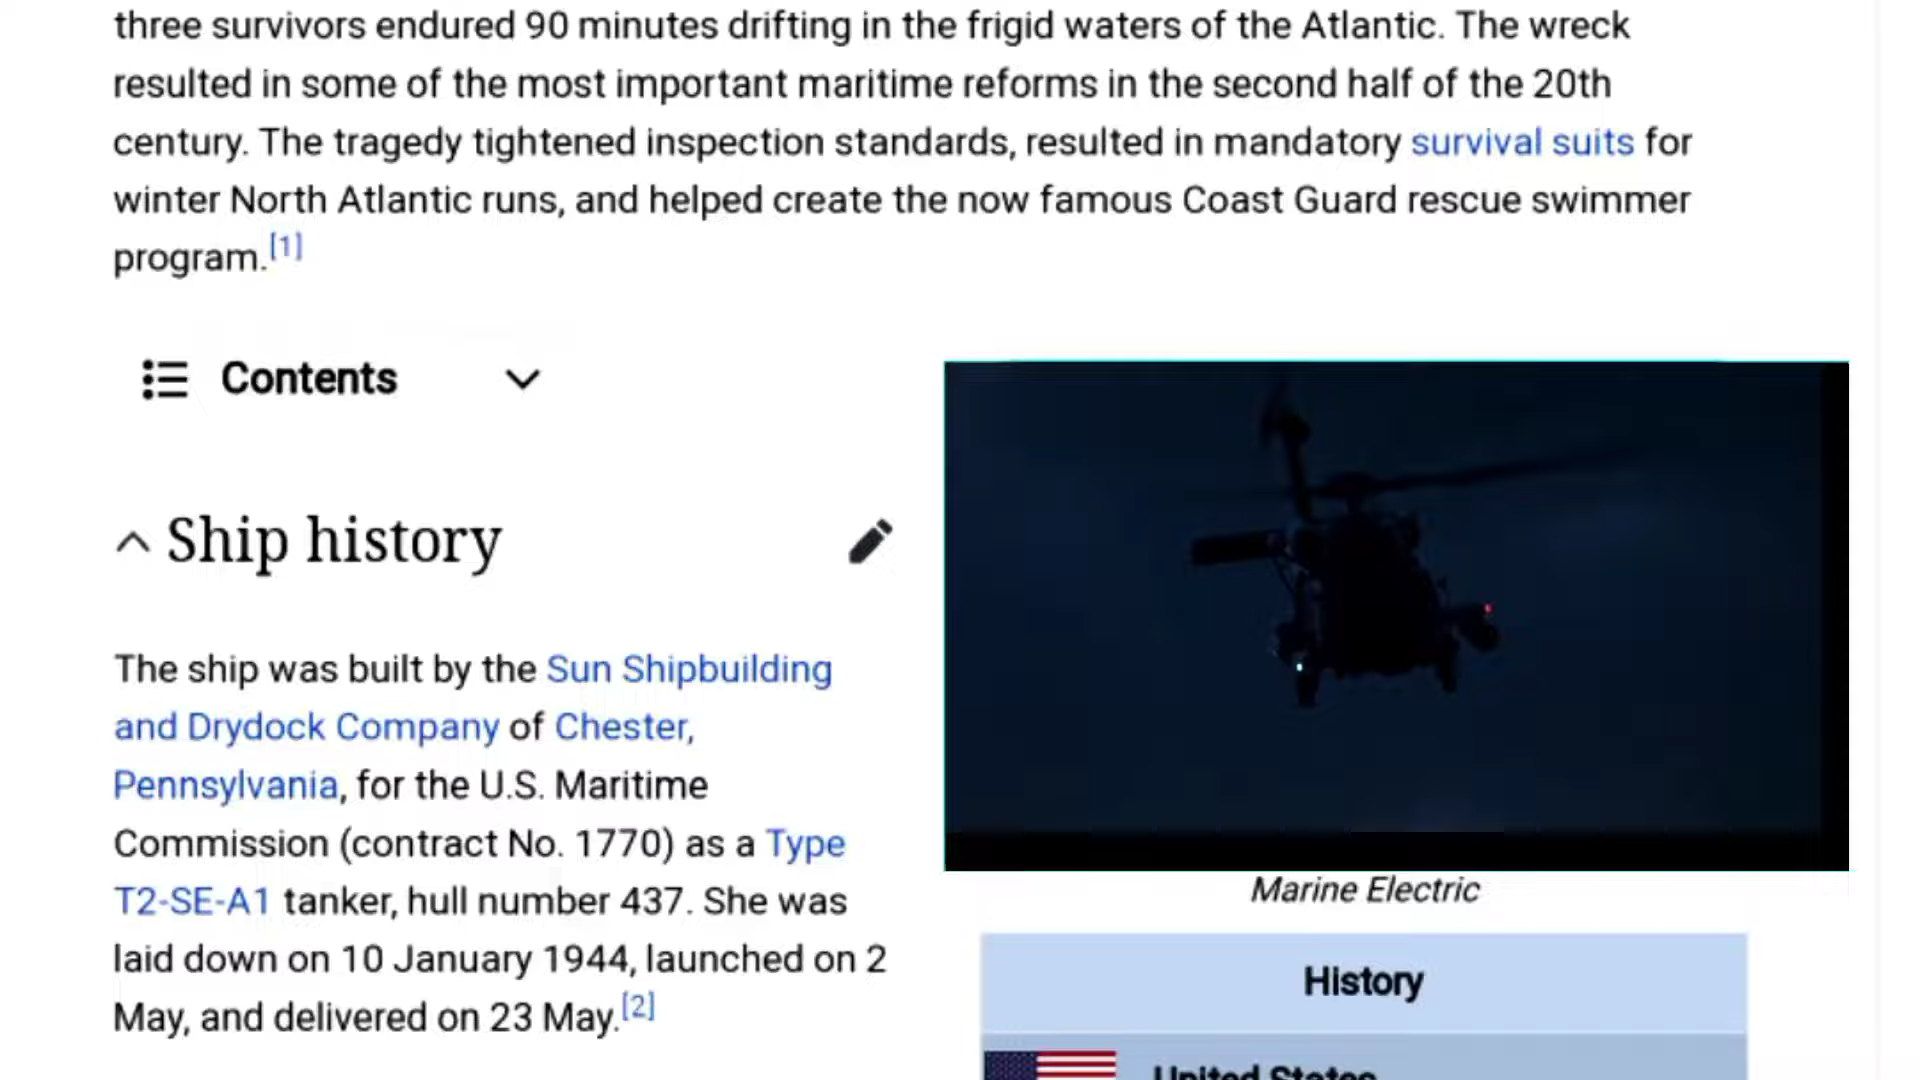 three survivors endured 90 minutes drifting in the frigid waters of the Atlantic. The wreck
resulted in some of the most important maritime reforms in the second half of the 20th
century. The tragedy tightened inspection standards, resulted in mandatory survival suits for
winter North Atlantic runs, and helped create the now famous Coast Guard rescue swimmer
program.[1]
Contents
Ship history
The ship was built by the Sun Shipbuilding
and Drydock Company of Chester,
Pennsylvania, for the U.S. Maritime
Commission (contract No. 1770) as a Type
T2-SE-A1 tanker, hull number 437. She was
laid down on 10 January 1944, launched on 2
May, and delivered on 23 May.[2]
Marine Electric
History
United States